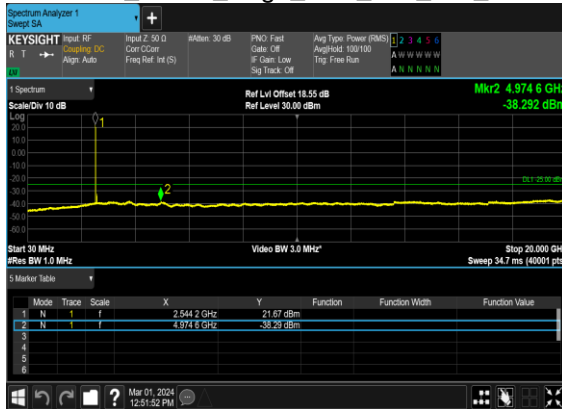 Spectrum Analyzer 1
Swept SA
+
KEYSIGHT Input: RF Input Z: 50 Ω #Atten: 30 dB PNO: Fast Avg Type: Power (RMS) 1 2 3 4 5 6
R T Coupling: DC Corr CCorr Gate: Off Avg|Hold: 100/100 A W W W W W
Align: Auto Freq Ref: Int (S) IF Gain: Low Trig: Free Run
LXI Sig Track: Off A N N N N N
1 Spectrum Ref Lvl Offset 18.55 dB Mkr2 4.974 6 GHz
Scale/Div 10 dB Ref Level 30.00 dBm -38.292 dBm
Log
1
20.0
10.0
0.00
-10.0
-20.0
DL1 -25.00 dBm
2
-30.0
-40.0
-50.0
-60.0
Start 30 MHz Video BW 3.0 MHz* Stop 20.000 GHz
#Res BW 1.0 MHz Sweep 34.7 ms (40001 pts)
5 Marker Table
Mode Trace Scale X Y Function Function Width Function Value
1 N 1 f 2.544 2 GHz 21.67 dBm
2 N 1 f 4.974 6 GHz -38.29 dBm
3
4
5
6
? Mar 01, 2024
12:51:52 PM